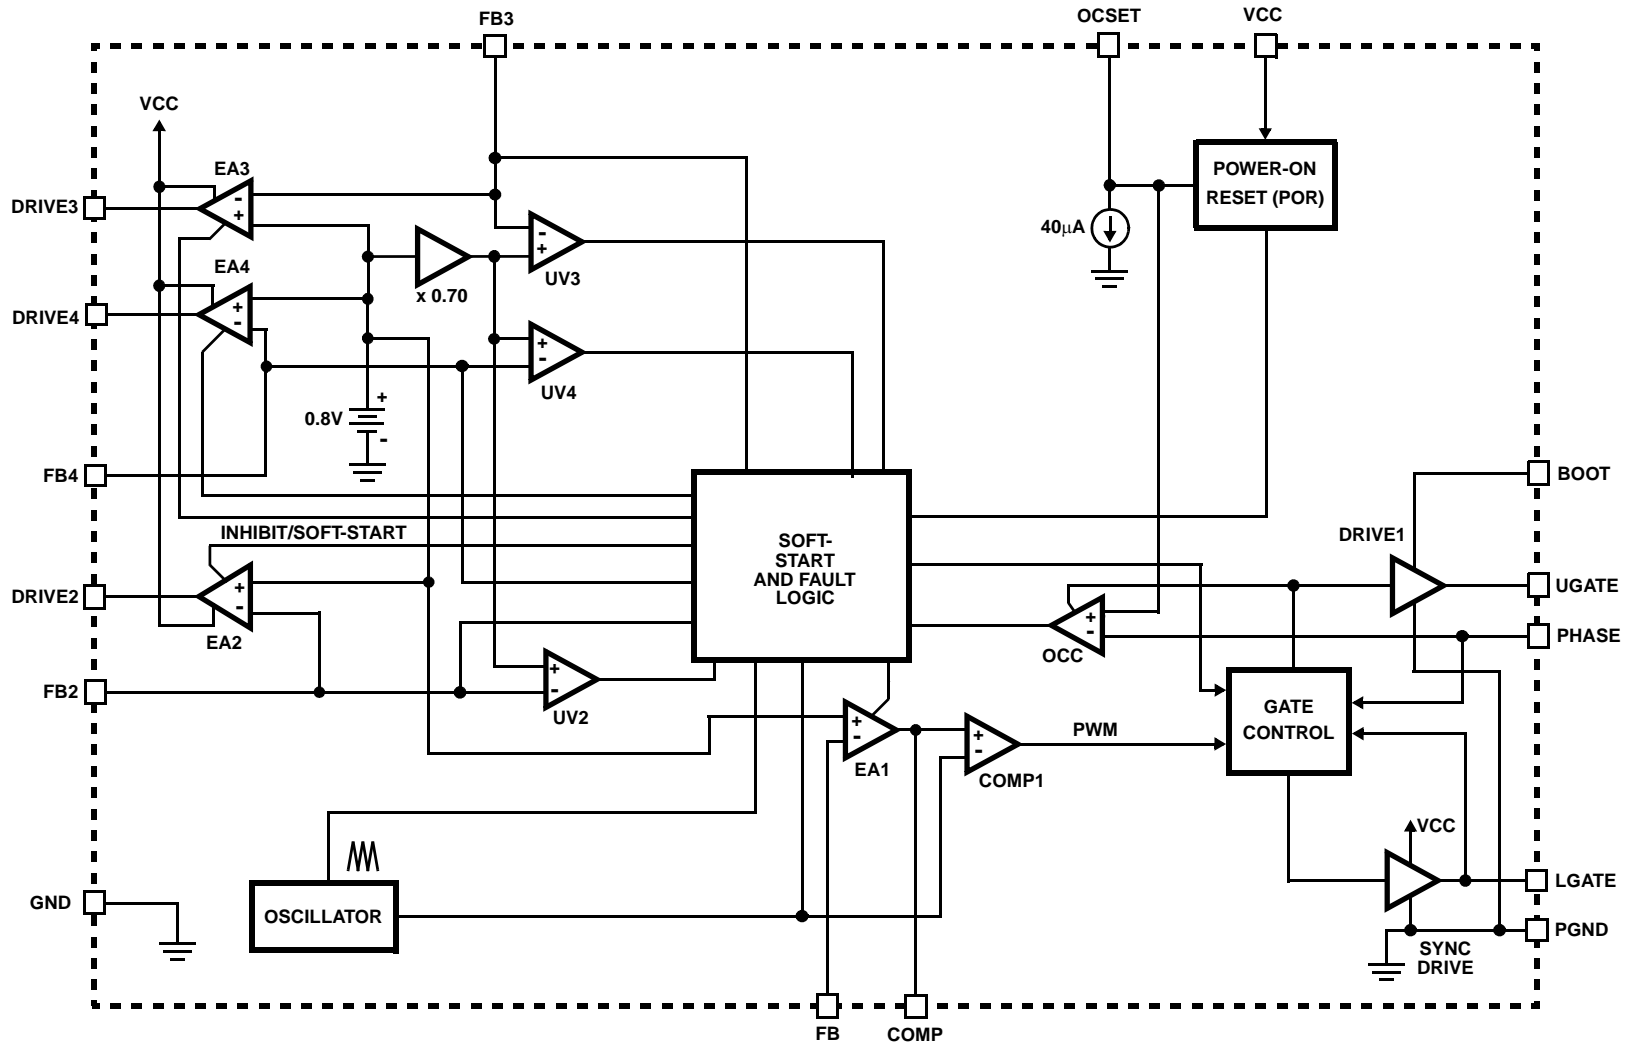 FB3
OCSET
VCC
VCC
EA3
-
+
DRIVE3
POWER-ON
RESET (POR)
40µA
-
+
UV3
EA4
+
-
DRIVE4
x 0.70
+
-
UV4
0.8V
+
-
FB4
BOOT
INHIBIT/SOFT-START
SOFT-
START
AND FAULT
LOGIC
DRIVE1
DRIVE2
+
-
EA2
UGATE
+
-
OCC
PHASE
FB2
+
-
UV2
+
-
EA1
+
-
COMP1
PWM
GATE
CONTROL
VCC
LGATE
GND
OSCILLATOR
PGND
SYNC
DRIVE
FB
COMP